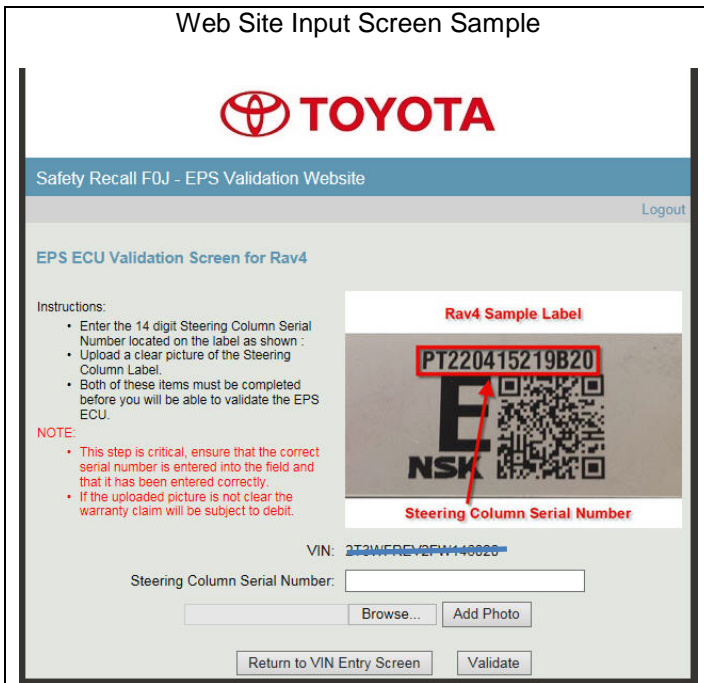 Web Site Input Screen Sample
TOYOTA
Safety Recall F0J - EPS Validation Website
Logout
EPS ECU Validation Screen for Rav4
Instructions:
• Enter the 14 digit Steering Column Serial
Number located on the label as shown :
• Upload a clear picture of the Steering
Column Label.
• Both of these items must be completed
before you will be able to validate the EPS
ECU.
NOTE:
• This step is critical, ensure that the correct
serial number is entered into the field and
that it has been entered correctly.
• If the uploaded picture is not clear the
warranty claim will be subject to debit.
Rav4 Sample Label
PT220415219B20
E
NSK
Steering Column Serial Number
VIN:
Steering Column Serial Number:
Browse... Add Photo
Return to VIN Entry Screen Validate